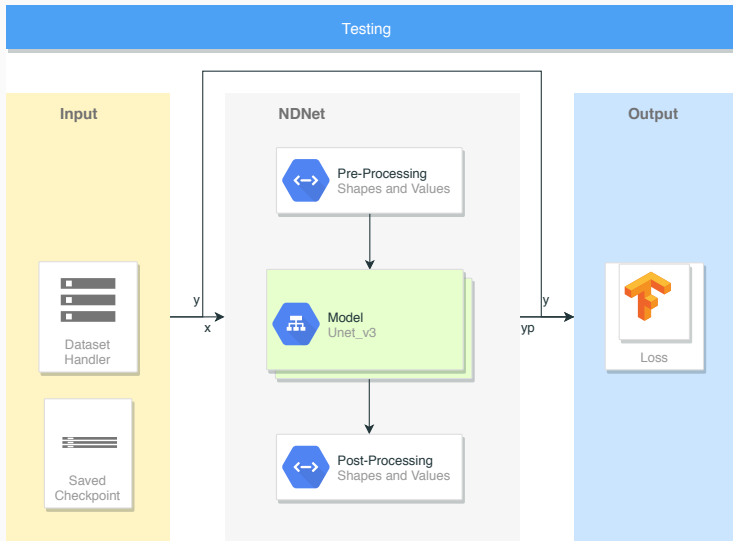 Testing
Input
NDNet
Output
Pre-Processing
Shapes and Values
y
x
Dataset
Handler
Model
Unet_v3
y
yp
Loss
Saved
Checkpoint
Post-Processing
Shapes and Values